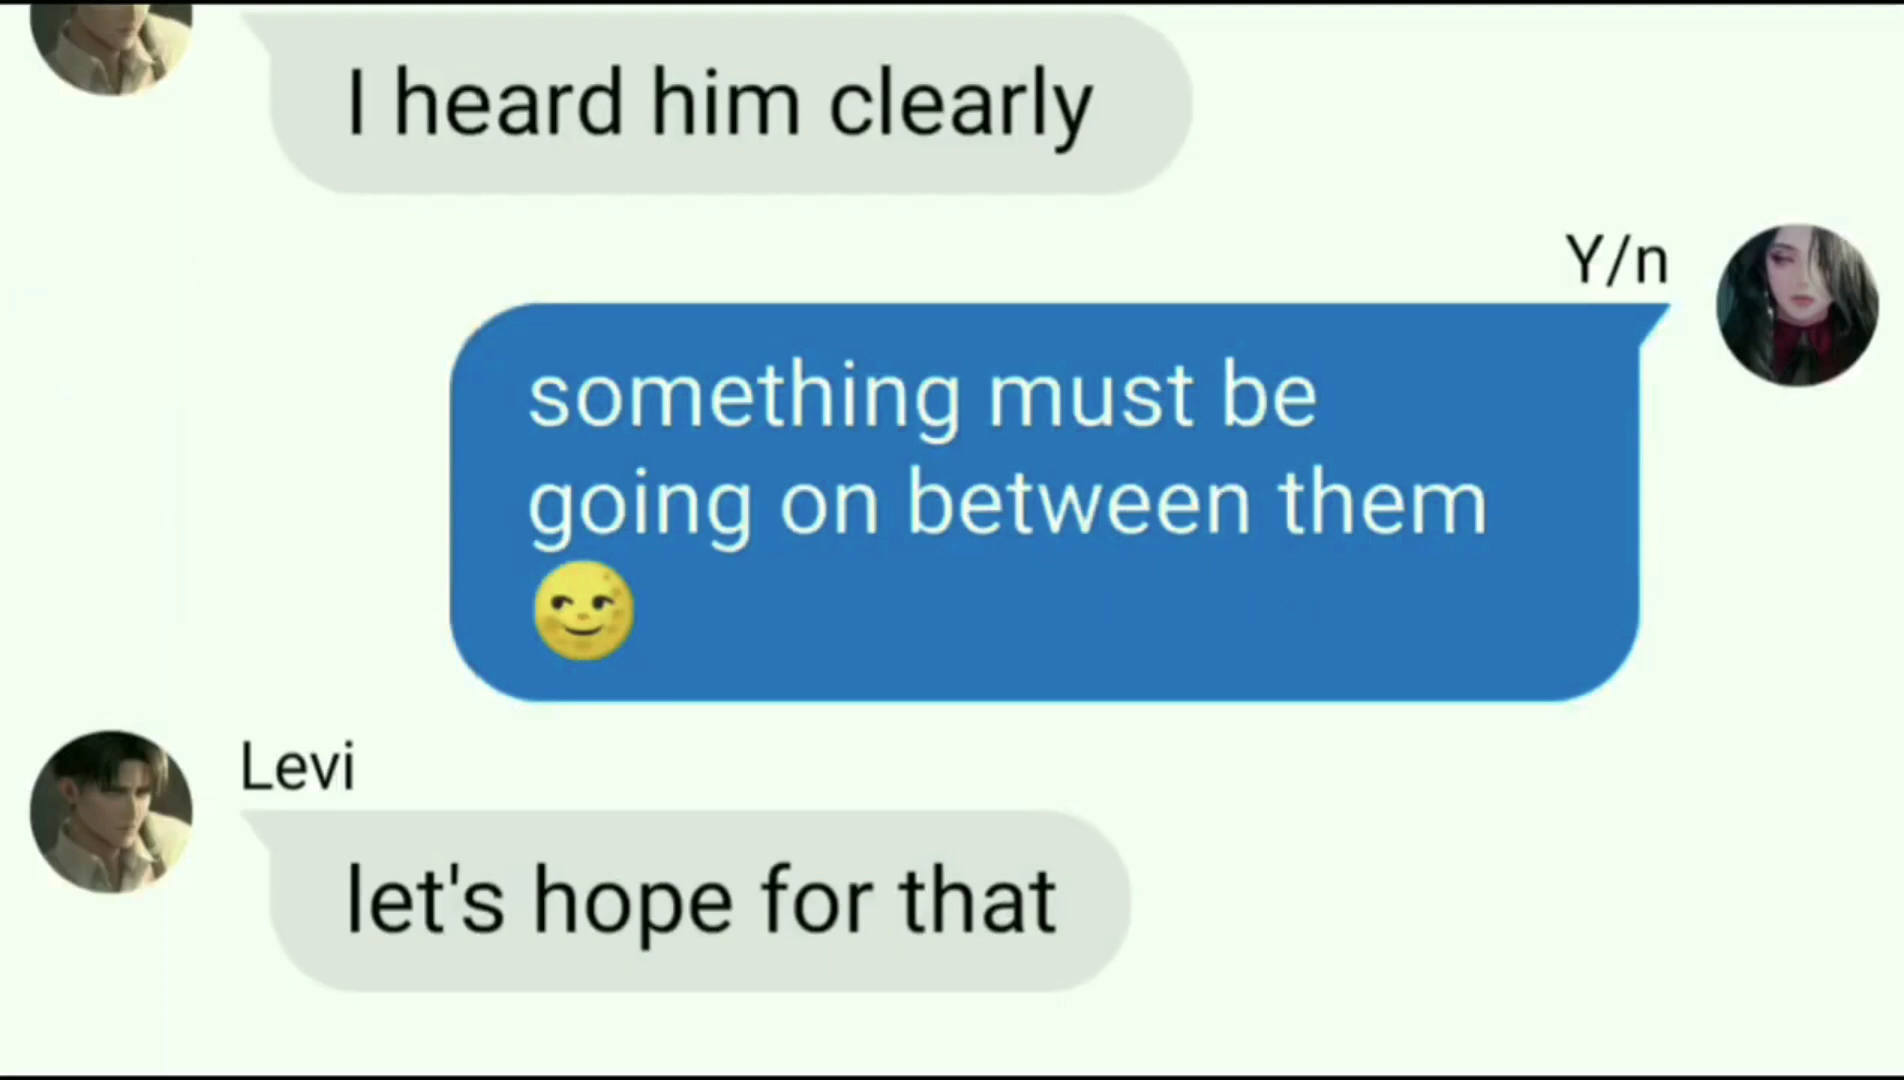 I heard him clearly
Y/n
something must be
going on between them
🌝
Levi
let's hope for that